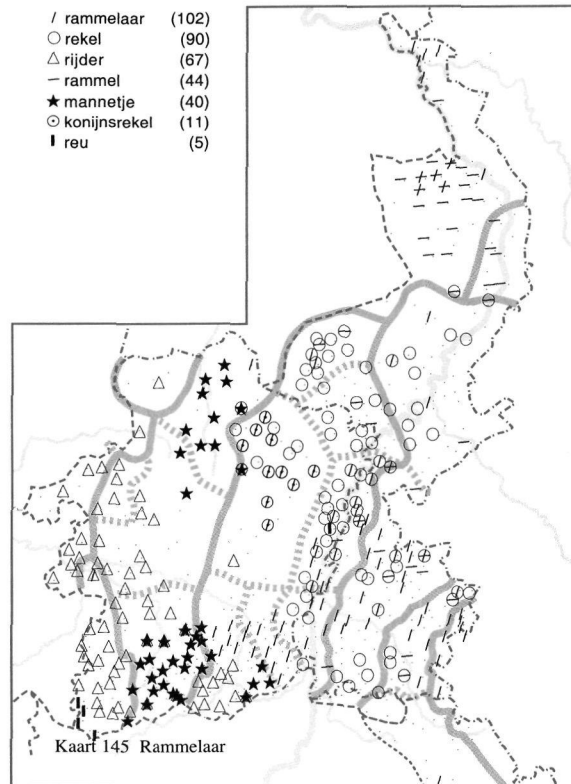 rammelaar (102)
rekel (90)
rijder (67)
rammel (44)
mannetje (40)
konijnsrekel (11)
reu (5)
Kaart 145 Rammelaar